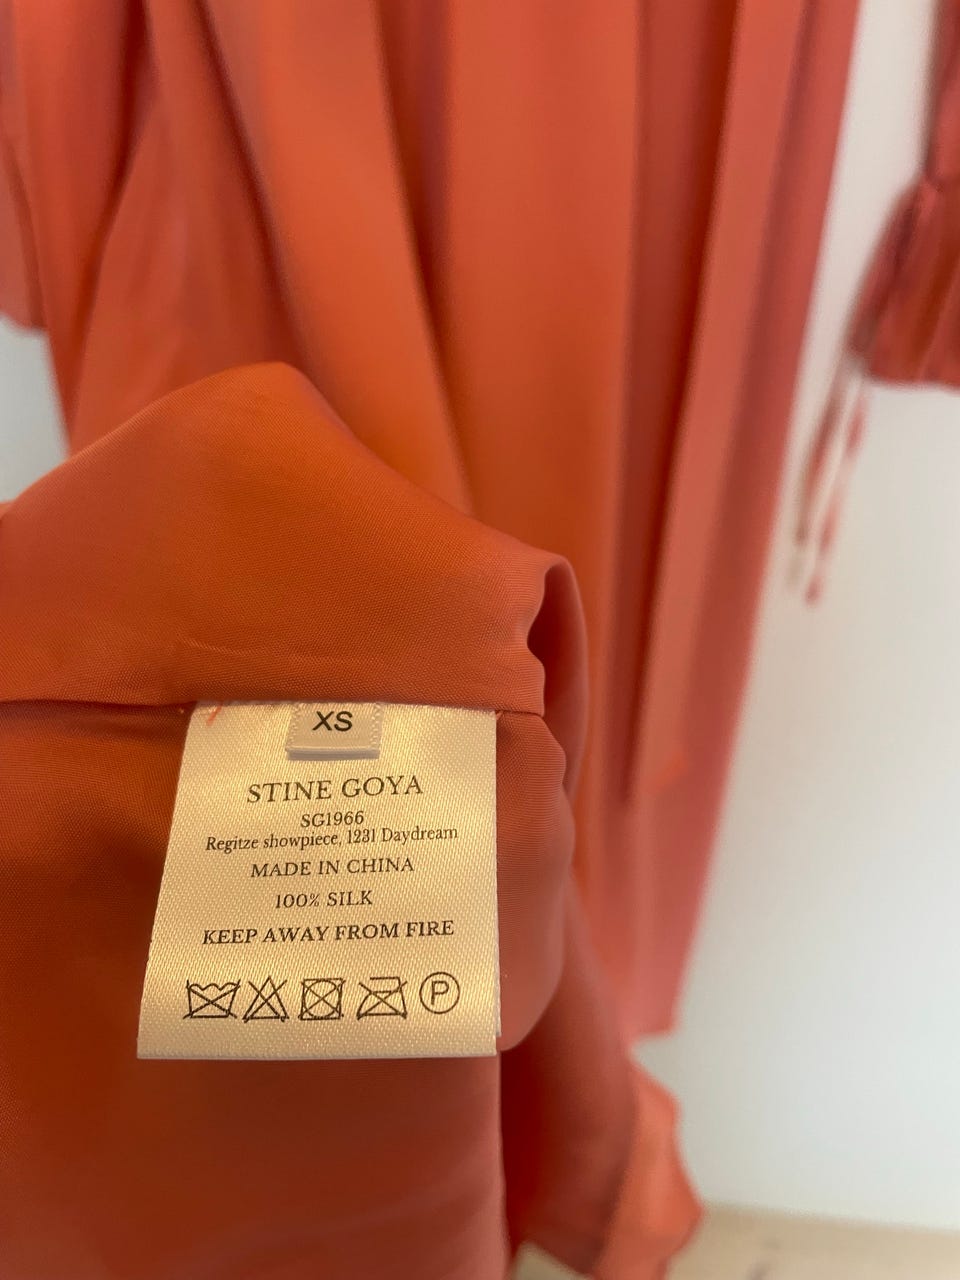 XS
STINE GOYA
SG1966
Regitze showpiece, 1231 Daydream
MADE IN CHINA
100% SILK
KEEP AWAY FROM FIRE
P